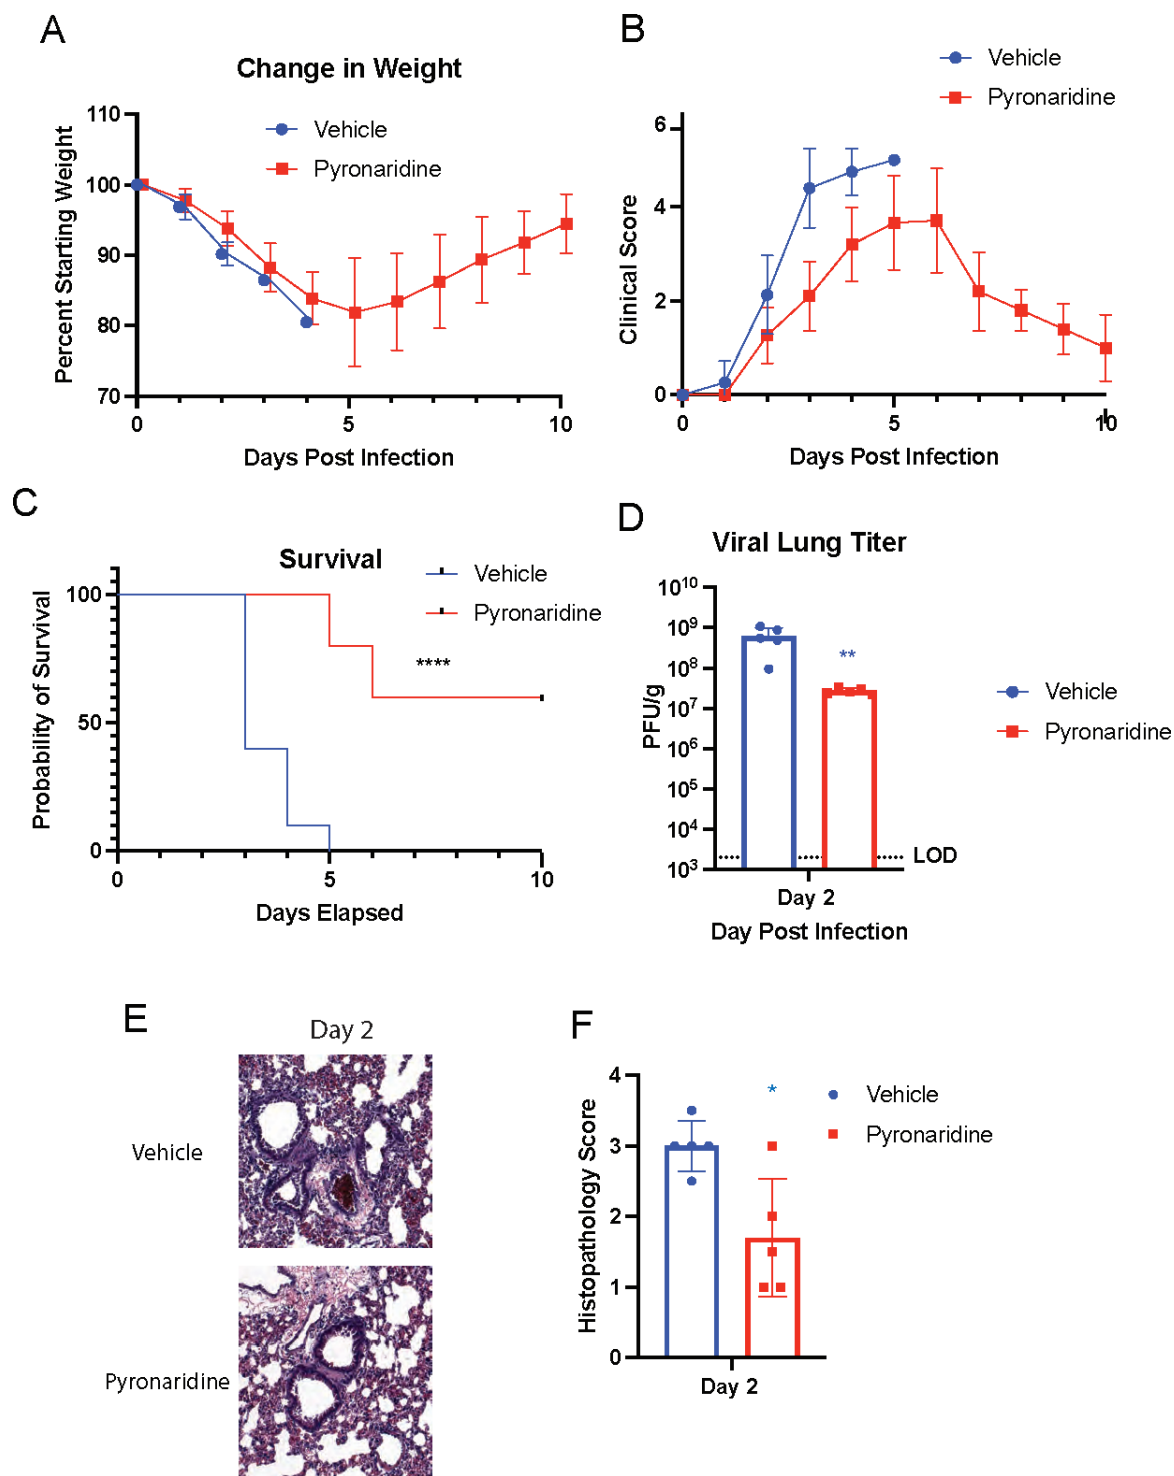 A
Change in Weight
Vehicle
Pyronaridine
Percent Starting Weight
110
100
90
80
70
0
5
10
Days Post Infection
B
Vehicle
Pyronaridine
Clinical Score
6
4
2
0
0
5
10
Days Post Infection
C
Survival
Vehicle
Pyronaridine
Probability of Survival
100
50
0
****
0
5
10
Days Elapsed
D
Viral Lung Titer
PFU/g
10¹⁰
10⁹
10⁸
10⁷
10⁶
10⁵
10⁴
10³
**
LOD
Vehicle
Pyronaridine
Day 2
Day Post Infection
E
Day 2
Vehicle
Pyronaridine
F
Histopathology Score
4
3
2
1
0
*
Vehicle
Pyronaridine
Day 2